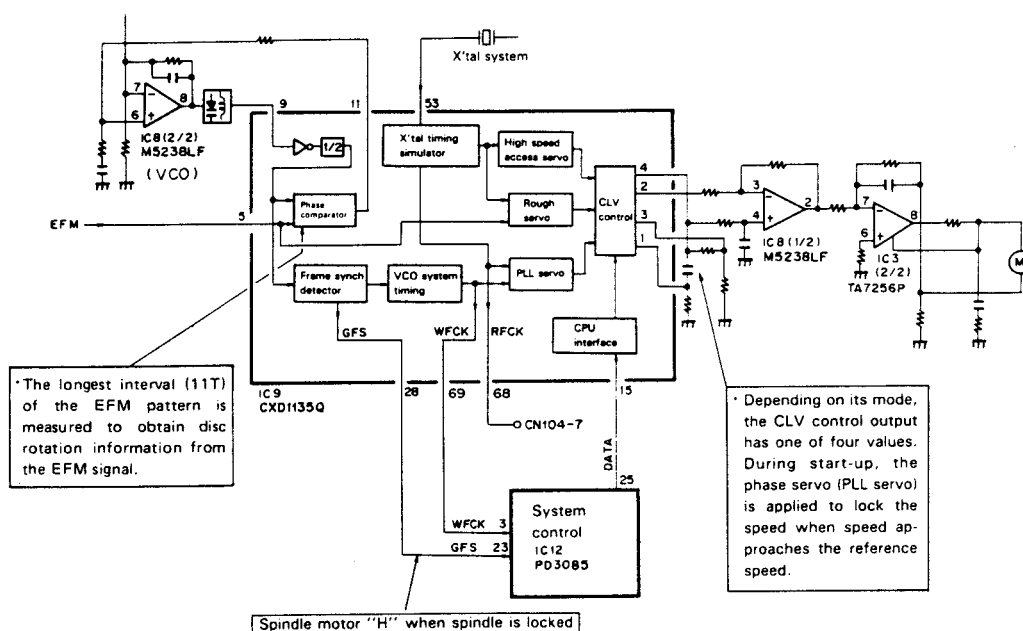 X'tal system
7
6
8
IC8(2/2)
M5238LF
(VCO)
9
11
53
1/2
X'tal timing
simulator
High speed
access servo
4
2
3
1
CLV
control
Rough
servo
Phase
comparator
EFM
5
PLL servo
Frame synch
detector
VCO system
timing
GFS
WFCK
RFCK
CPU
interface
3
4
2
IC8(1/2)
M5238LF
7
6
8
IC3
(2/2)
TA7256P
M
IC9
CXD1135Q
28
69
68
15
CN104-7
DATA
25
WFCK 3
GFS 23
System
control
IC12
PD3085
· The longest interval (11T)
of the EFM pattern is
measured to obtain disc
rotation information from
the EFM signal.
· Depending on its mode,
the CLV control output
has one of four values.
During start-up, the
phase servo (PLL servo)
is applied to lock the
speed when speed ap-
proaches the reference
speed.
Spindle motor "H" when spindle is locked